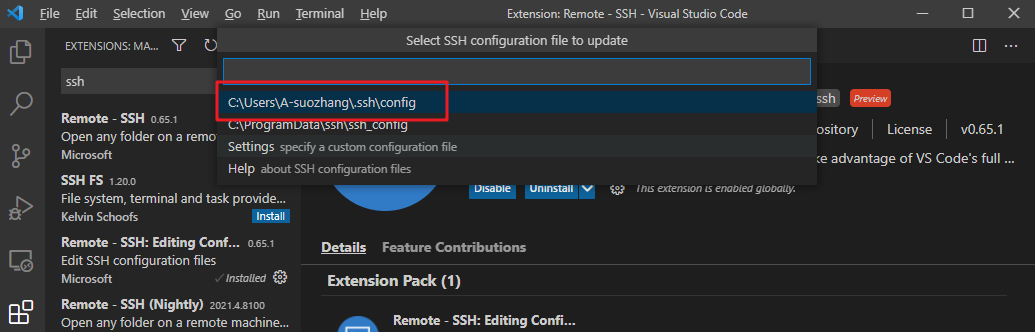 File Edit Selection View Go Run Terminal Help Extension: Remote - SSH - Visual Studio Code
Select SSH configuration file to update
EXTENSIONS: MA...
ssh
C:\Users\A-suozhang\.ssh\config
C:\ProgramData\ssh\ssh_config
Settings specify a custom configuration file
Help about SSH configuration files
Remote - SSH 0.65.1
Open any folder on a remot
Microsoft
SSH FS 1.20.0
File system, terminal and task provide...
Kelvin Schoofs Install
Remote - SSH: Editing Conf... 0.65.1
Edit SSH configuration files
Microsoft Installed
Remote - SSH (Nightly) 2021.4.8100
Open any folder on a remote machine...
ssh Preview
ository License v0.65.1
ke advantage of VS Code's full ...
Disable Uninstall This extension is enabled globally.
Details Feature Contributions
Extension Pack (1)
Remote - SSH: Editing Confi...